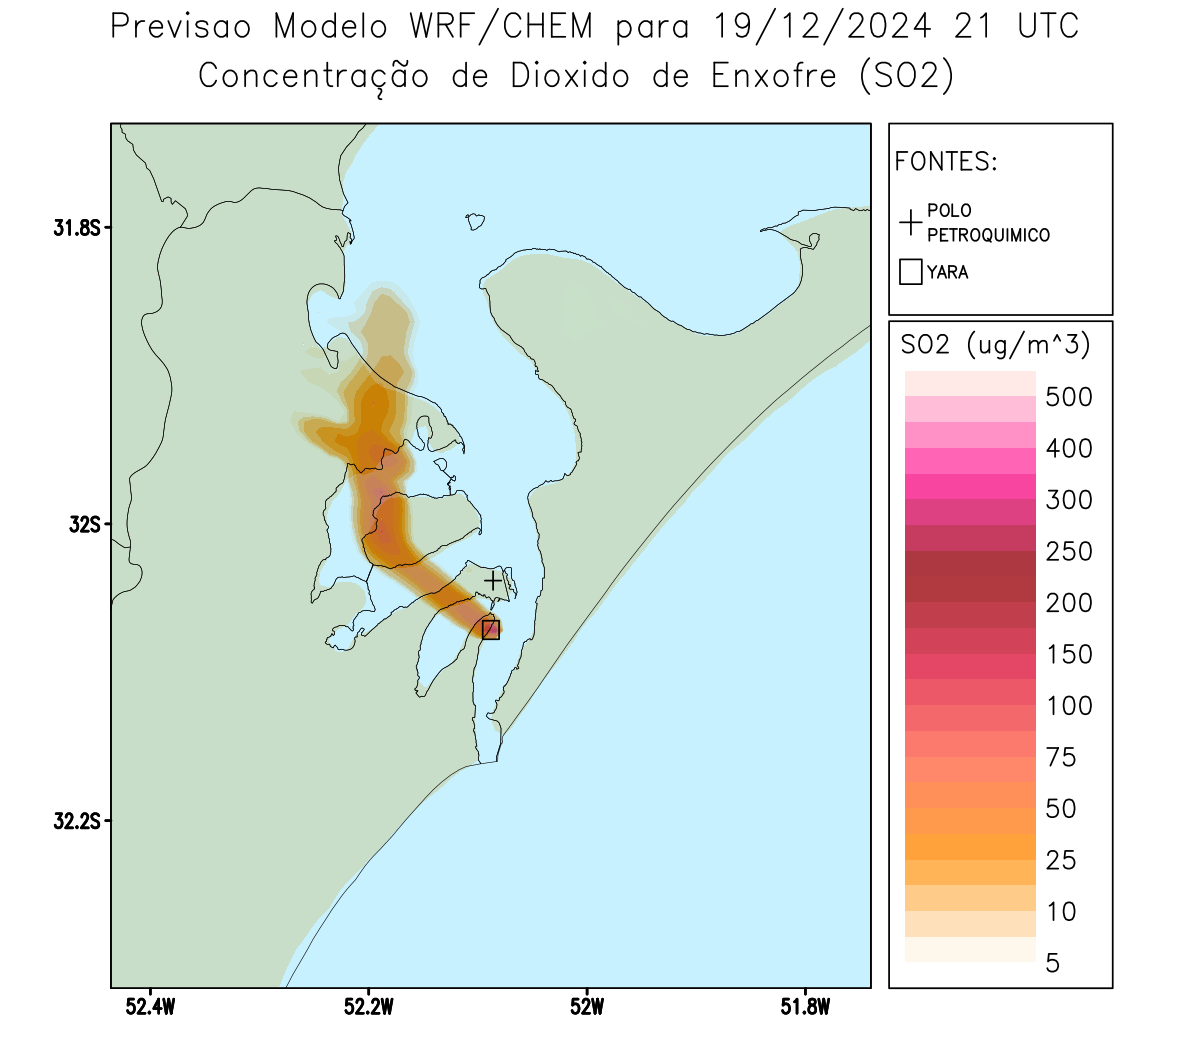 Previsao Modelo WRF/CHEM para 19/12/2024 21 UTC
Concentração de Dioxido de Enxofre (SO2)
FONTES:
POLO
PETROQUIMICO
YARA
31.8S
32S
32.2S
52.4W
52.2W
52W
51.8W
SO2 (ug/m^3)
500
400
300
250
200
150
100
75
50
25
10
5